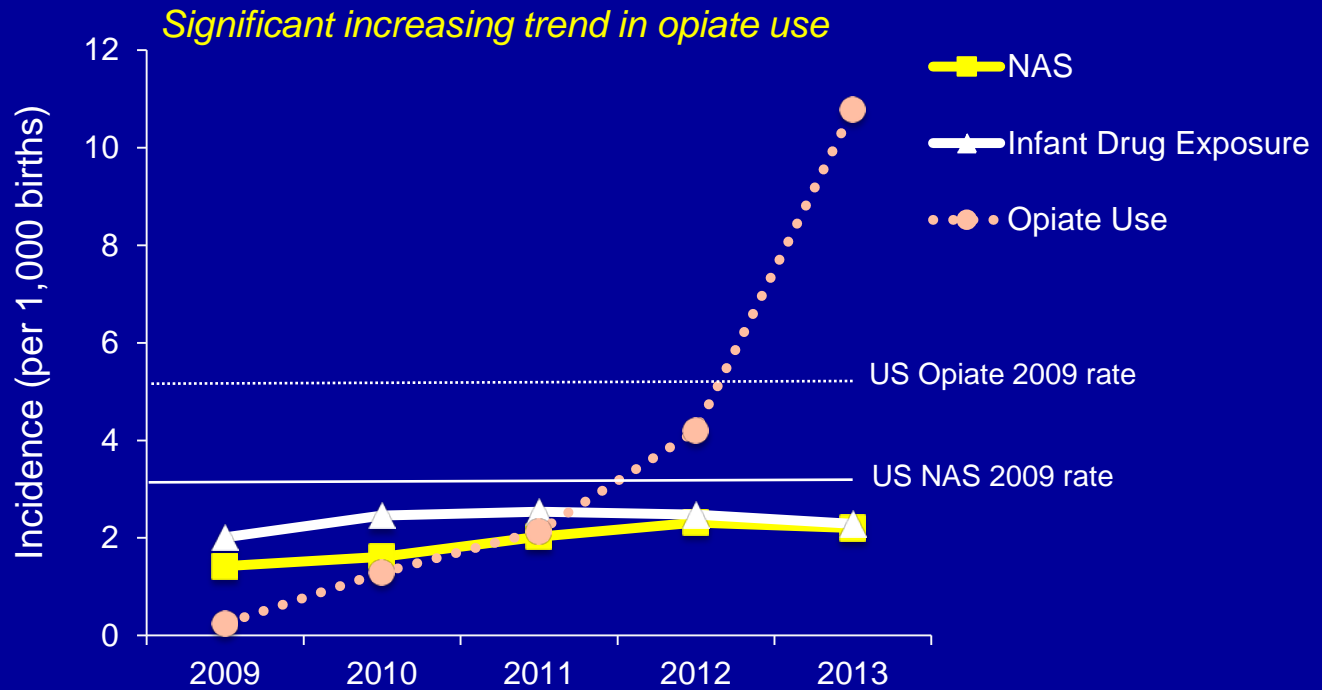 Significant increasing trend in opiate use
Incidence (per 1,000 births)
12
10
8
6
4
2
0
2009
2010
2011
2012
2013
NAS
Infant Drug Exposure
Opiate Use
US Opiate 2009 rate
US NAS 2009 rate